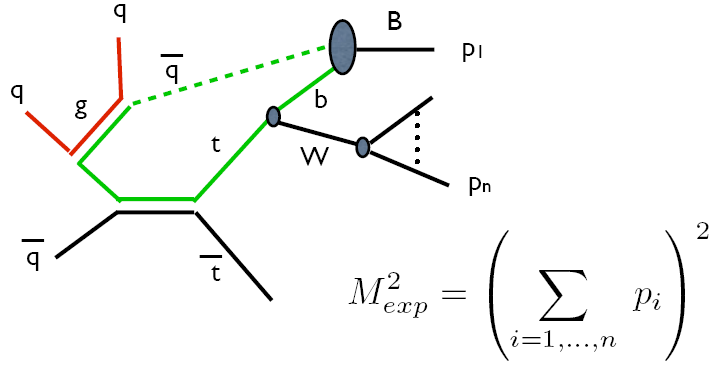 q
q
g
q̅
B
p1
b
t
W
pn
q̅
t̅
M²ₑₓₚ = ( ∑ᵢ₌₁,...,ₙ pᵢ )²